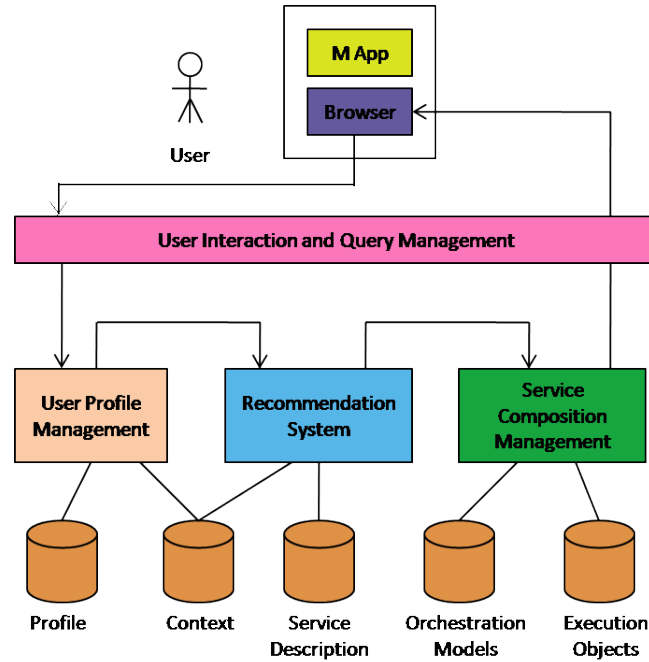 M App
Browser
User
User Interaction and Query Management
User Profile
Management
Recommendation
System
Service
Composition
Management
Profile
Context
Service
Description
Orchestration
Models
Execution
Objects